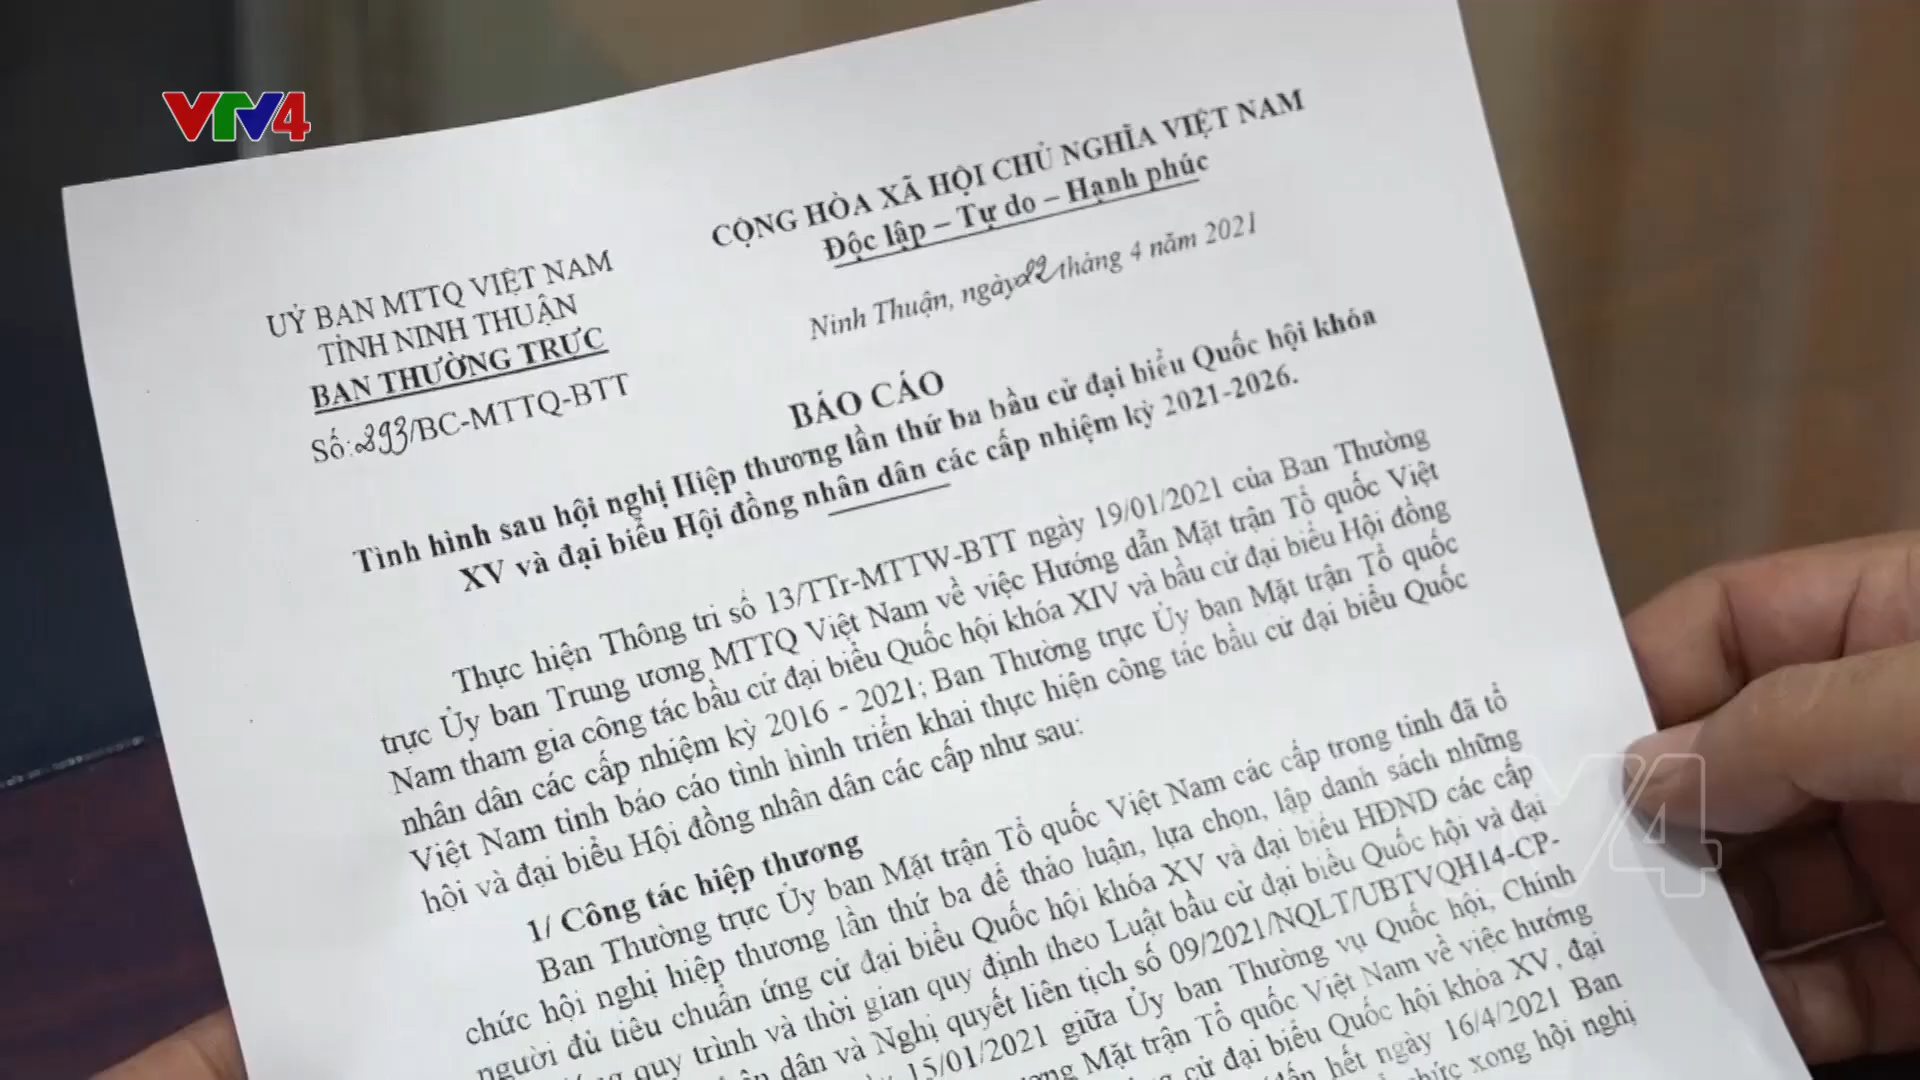 VTV4
CỘNG HÒA XÃ HỘI CHỦ NGHĨA VIỆT NAM
Độc lập – Tự do – Hạnh phúc
UỶ BAN MTTQ VIỆT NAM
TỈNH NINH THUẬN
BAN THƯỜNG TRỰC
Số: 293/BC-MTTQ-BTT
Ninh Thuận, ngày 22 tháng 4 năm 2021
BÁO CÁO
Tình hình sau hội nghị Hiệp thương lần thứ ba bầu cử đại biểu Quốc hội khóa
XV và đại biểu Hội đồng nhân dân các cấp nhiệm kỳ 2021-2026.
Thực hiện Thông tri số 13/TTr-MTTW-BTT ngày 19/01/2021 của Ban Thường
trực Ủy ban Trung ương MTTQ Việt Nam về việc Hướng dẫn Mặt trận Tổ quốc Việt
Nam tham gia công tác bầu cử đại biểu Quốc hội khóa XIV và bầu cử đại biểu Hội đồng
nhân dân các cấp nhiệm kỳ 2016 - 2021; Ban Thường trực Ủy ban Mặt trận Tổ quốc
Việt Nam tỉnh báo cáo tình hình triển khai thực hiện công tác bầu cử đại biểu Quốc
hội và đại biểu Hội đồng nhân dân các cấp như sau:
1/ Công tác hiệp thương
Ban Thường trực Ủy ban Mặt trận Tổ quốc Việt Nam các cấp trong tỉnh đã tổ
chức hội nghị hiệp thương lần thứ ba để thảo luận, lựa chọn, lập danh sách những
người đủ tiêu chuẩn ứng cử đại biểu Quốc hội khóa XV và đại biểu HĐND các cấp
quy trình và thời gian quy định theo Luật bầu cử đại biểu Quốc hội và đại
dân và Nghị quyết liên tịch số 09/2021/NQLT/UBTVQH14-CP-
15/01/2021 giữa Ủy ban Thường vụ Quốc hội, Chính
Mặt trận Tổ quốc Việt Nam về việc hướng
cử đại biểu Quốc hội khóa XV, đại
hết ngày 16/4/2021 Ban
xong hội nghị
VTV4